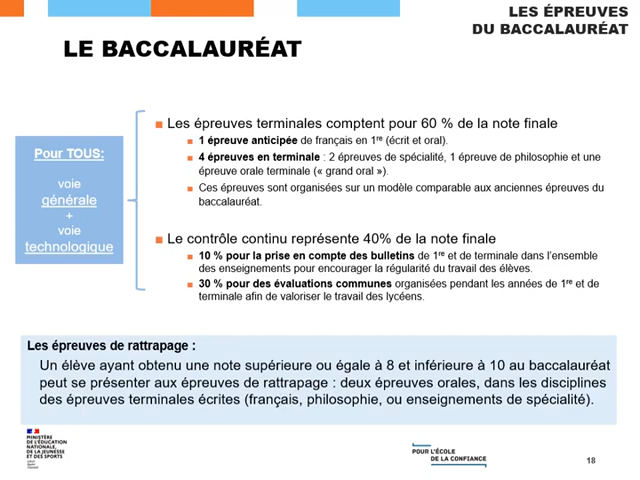 LES ÉPREUVES
DU BACCALAURÉAT
LE BACCALAURÉAT
Pour TOUS:
voie
générale
+
voie
technologique
■ Les épreuves terminales comptent pour 60 % de la note finale
■ 1 épreuve anticipée de français en 1re (écrit et oral).
■ 4 épreuves en terminale : 2 épreuves de spécialité, 1 épreuve de philosophie et une
épreuve orale terminale (« grand oral »).
■ Ces épreuves sont organisées sur un modèle comparable aux anciennes épreuves du
baccalauréat.
■ Le contrôle continu représente 40% de la note finale
■ 10 % pour la prise en compte des bulletins de 1re et de terminale dans l'ensemble
des enseignements pour encourager la régularité du travail des élèves.
■ 30 % pour des évaluations communes organisées pendant les années de 1re et de
terminale afin de valoriser le travail des lycéens.
Les épreuves de rattrapage :
Un élève ayant obtenu une note supérieure ou égale à 8 et inférieure à 10 au baccalauréat
peut se présenter aux épreuves de rattrapage : deux épreuves orales, dans les disciplines
des épreuves terminales écrites (français, philosophie, ou enseignements de spécialité).
MINISTÈRE
DE L'ÉDUCATION
NATIONALE,
DE LA JEUNESSE
ET DES SPORTS
POUR L'ÉCOLE
DE LA CONFIANCE
18